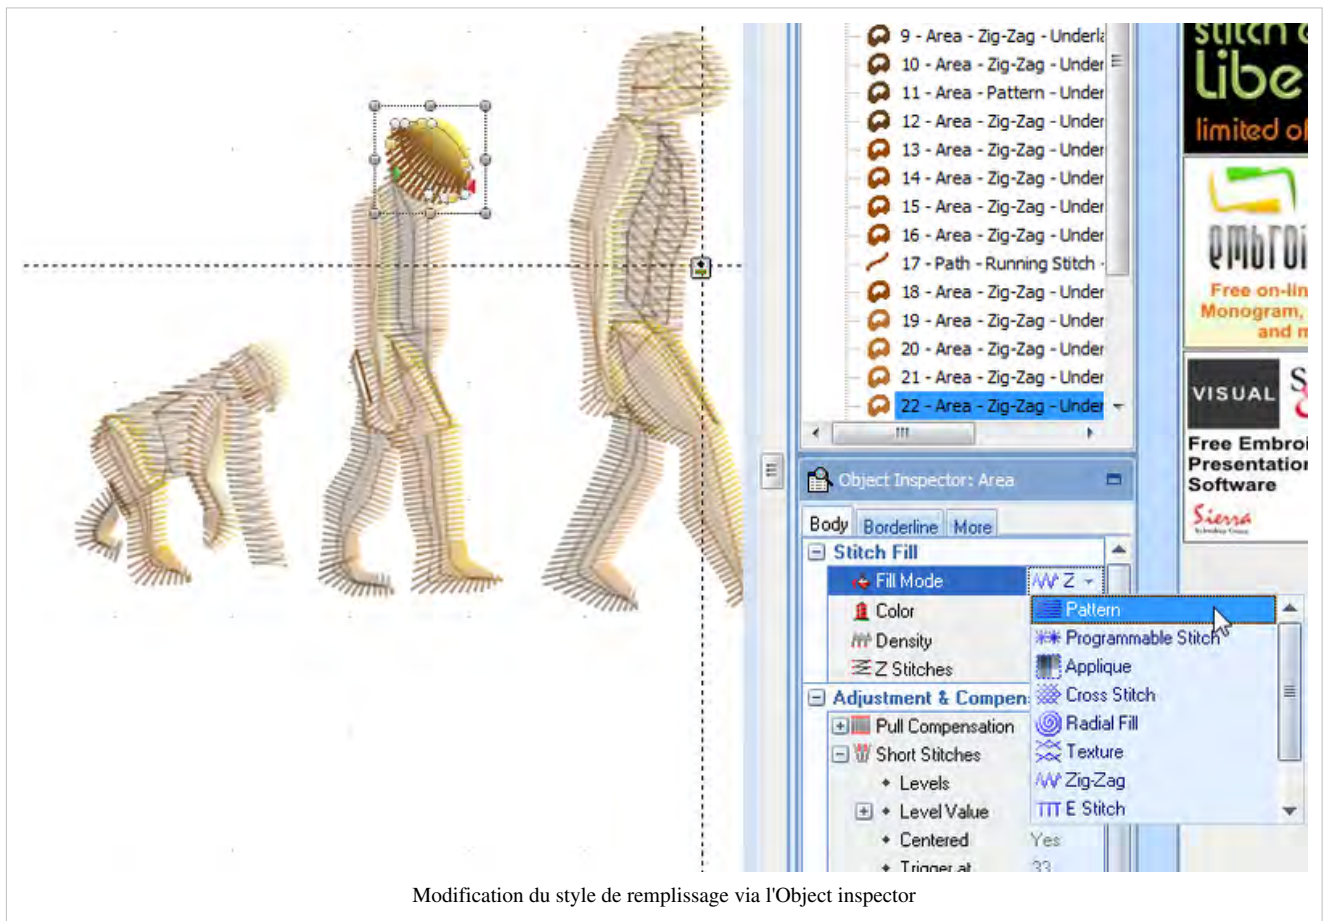 9 - Area - Zig-Zag - Underla
10 - Area - Zig-Zag - Under
11 - Area - Pattern - Under
12 - Area - Zig-Zag - Under
13 - Area - Zig-Zag - Under
14 - Area - Zig-Zag - Under
15 - Area - Zig-Zag - Under
16 - Area - Zig-Zag - Under
17 - Path - Running Stitch -
18 - Area - Zig-Zag - Under
19 - Area - Zig-Zag - Under
20 - Area - Zig-Zag - Under
21 - Area - Zig-Zag - Under
22 - Area - Zig-Zag - Under
Object Inspector: Area
Body Borderline More
Stitch Fill
Fill Mode Z
Color
Density
Z Stitches
Adjustment & Compen
Pull Compensation
Short Stitches
Levels
Level Value
Centered Yes
Trigger at 33
Pattern
Programmable Stitch
Applique
Cross Stitch
Radial Fill
Texture
Zig-Zag
E Stitch
stitch
Libe
limited of
embroi
Free on-lin
Monogram,
and m
VISUAL S
Free Embroi
Presentation
Software
Sierra
Modification du style de remplissage via l'Object inspector